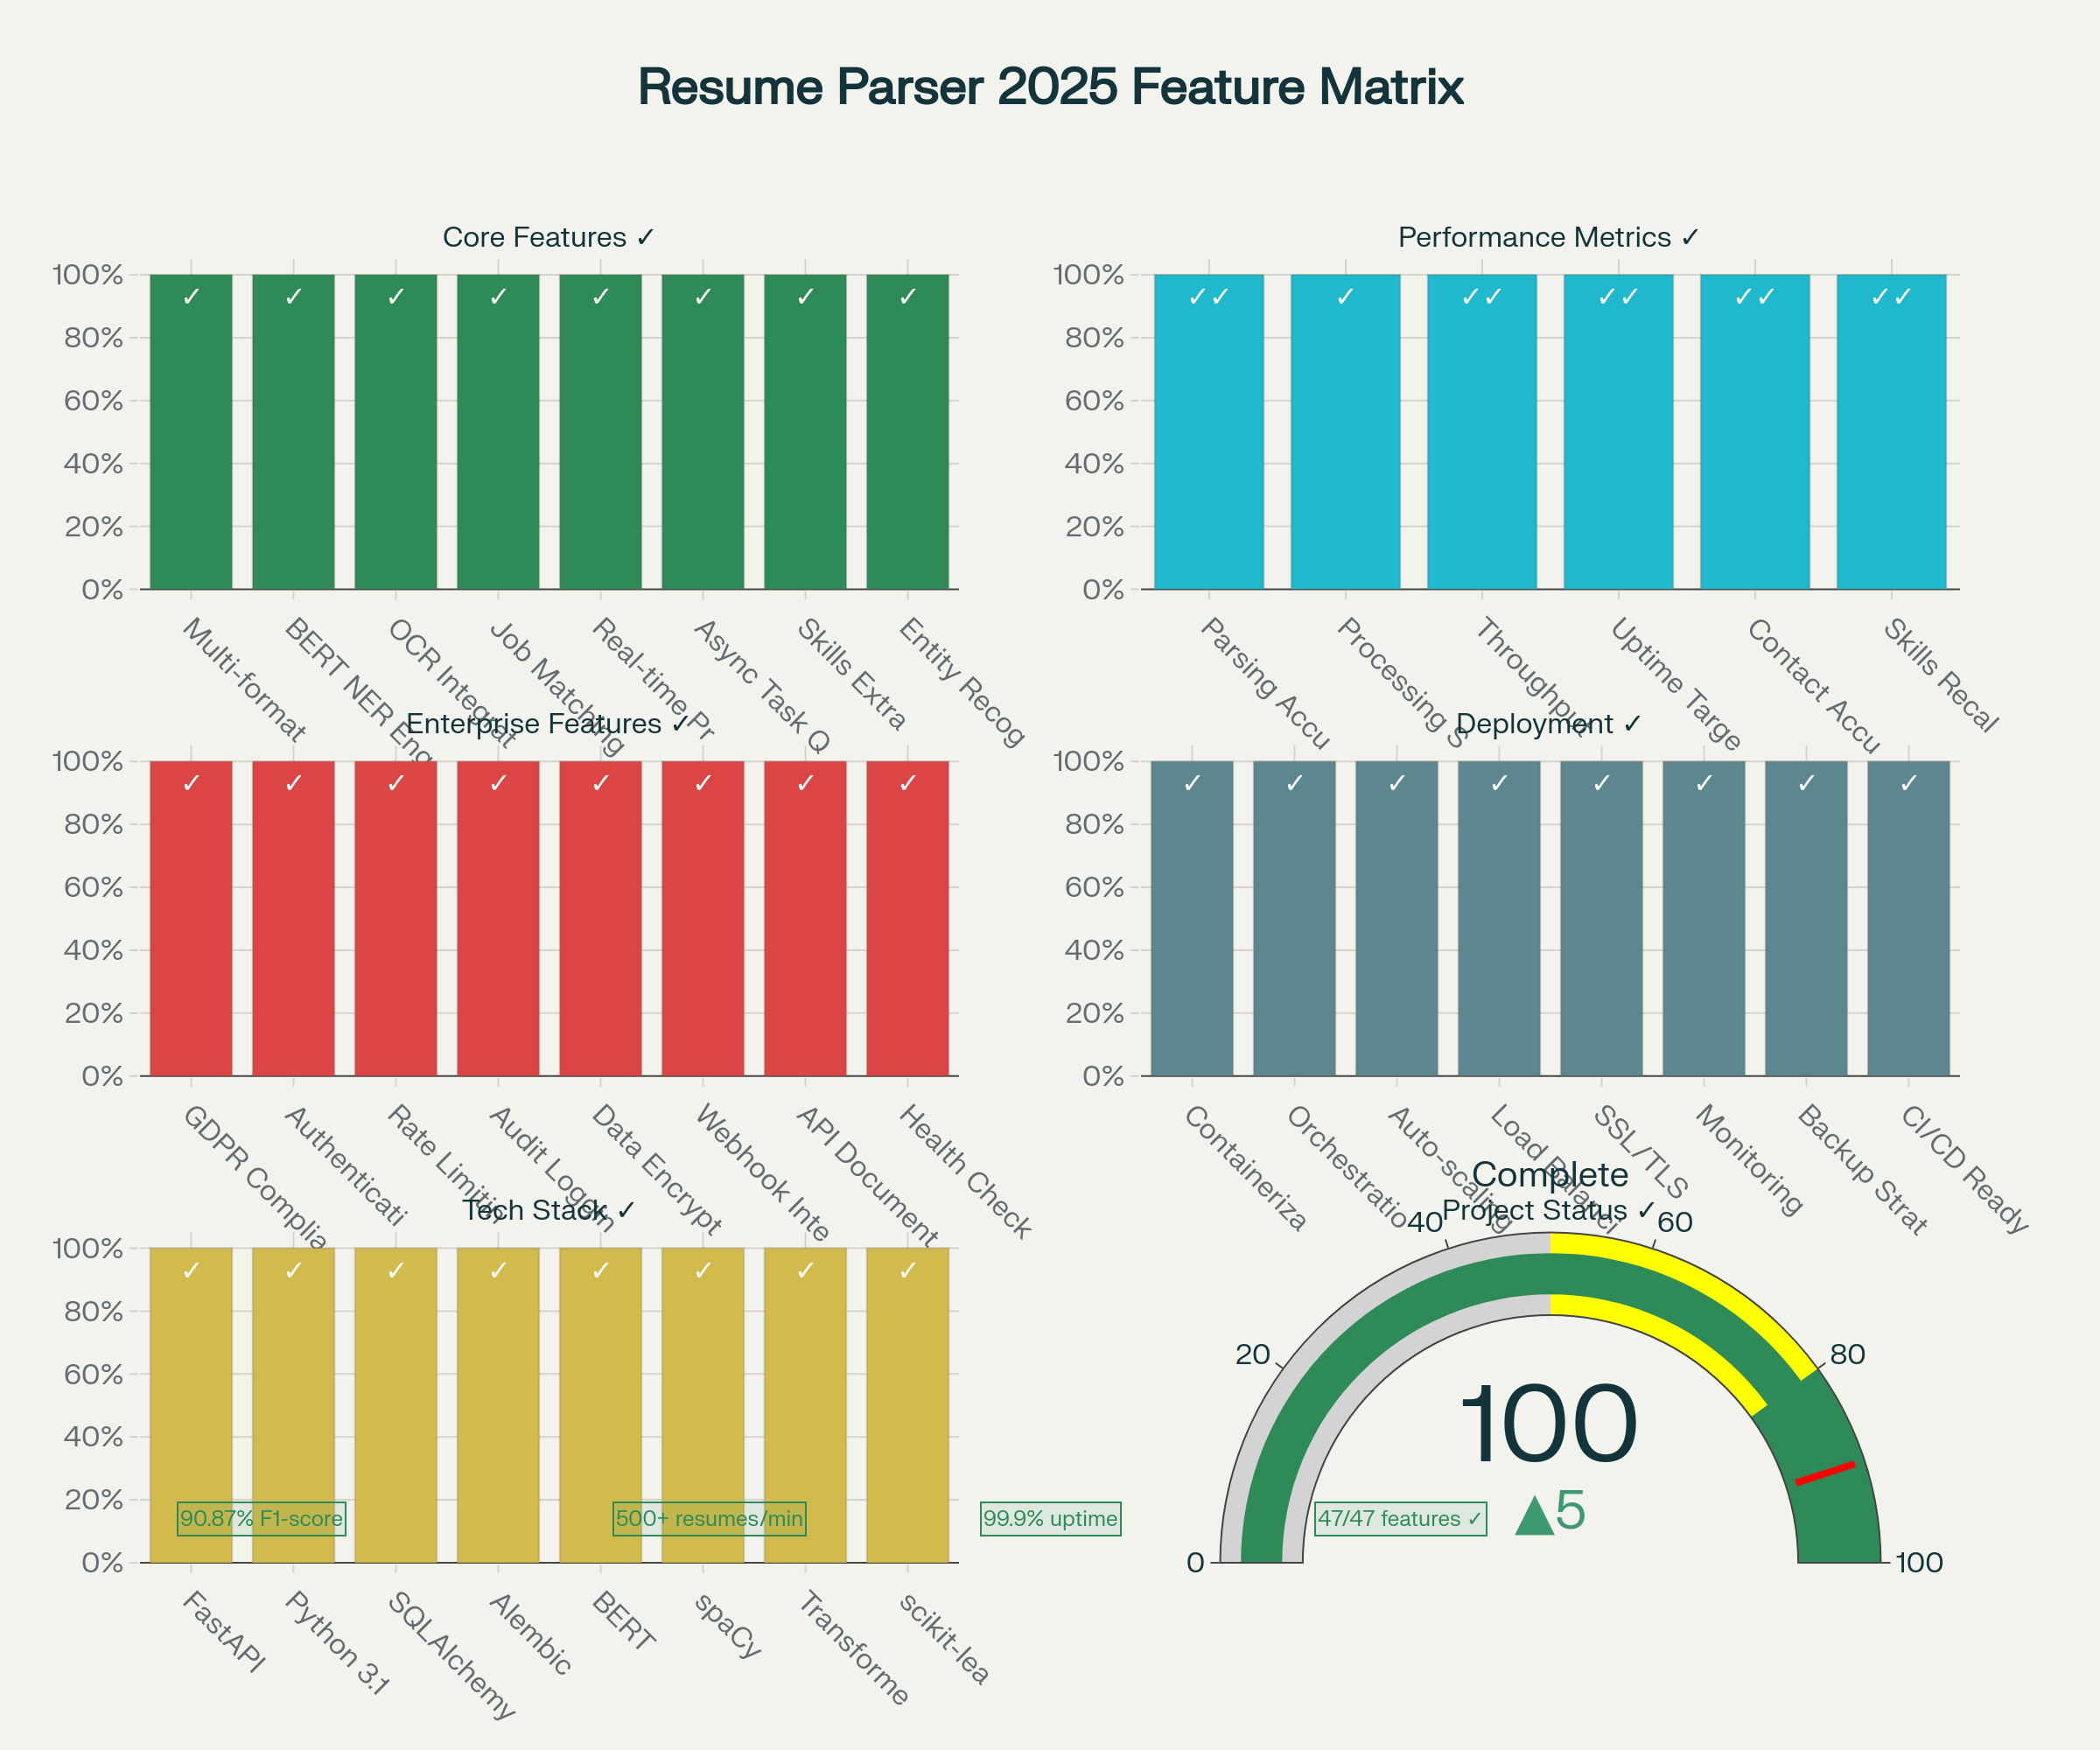 Resume Parser 2025 Feature Matrix
Core Features ✓
100%
80%
60%
40%
20%
0%
✓ ✓ ✓ ✓ ✓ ✓ ✓ ✓
Multi-format
BERT NER Eng
OCR Integrat
Job Matching
Real-time Pr
Async Task Q
Skills Extra
Entity Recog
Performance Metrics ✓
100%
80%
60%
40%
20%
0%
✓✓ ✓ ✓✓ ✓✓ ✓✓ ✓✓
Parsing Accu
Processing S
Throughput
Uptime Targe
Contact Accu
Skills Recal
Enterprise Features ✓
100%
80%
60%
40%
20%
0%
✓ ✓ ✓ ✓ ✓ ✓ ✓ ✓
GDPR Complia
Authenticati
Rate Limitin
Audit Loggin
Data Encrypt
Webhook Inte
API Document
Health Check
Deployment ✓
100%
80%
60%
40%
20%
0%
✓ ✓ ✓ ✓ ✓ ✓ ✓ ✓
Containeriza
Orchestratio
Auto-scaling
Load Balanci
SSL/TLS
Monitoring
Backup Strat
CI/CD Ready
Tech Stack ✓
100%
80%
60%
40%
20%
0%
✓ ✓ ✓ ✓ ✓ ✓ ✓ ✓
FastAPI
Python 3.1
SQLAlchemy
Alembic
BERT
spaCy
Transforme
scikit-lea
Complete
Project Status ✓
0
20
40
60
80
100
100
▲5
90.87% F1-score
500+ resumes/min
99.9% uptime
47/47 features ✓